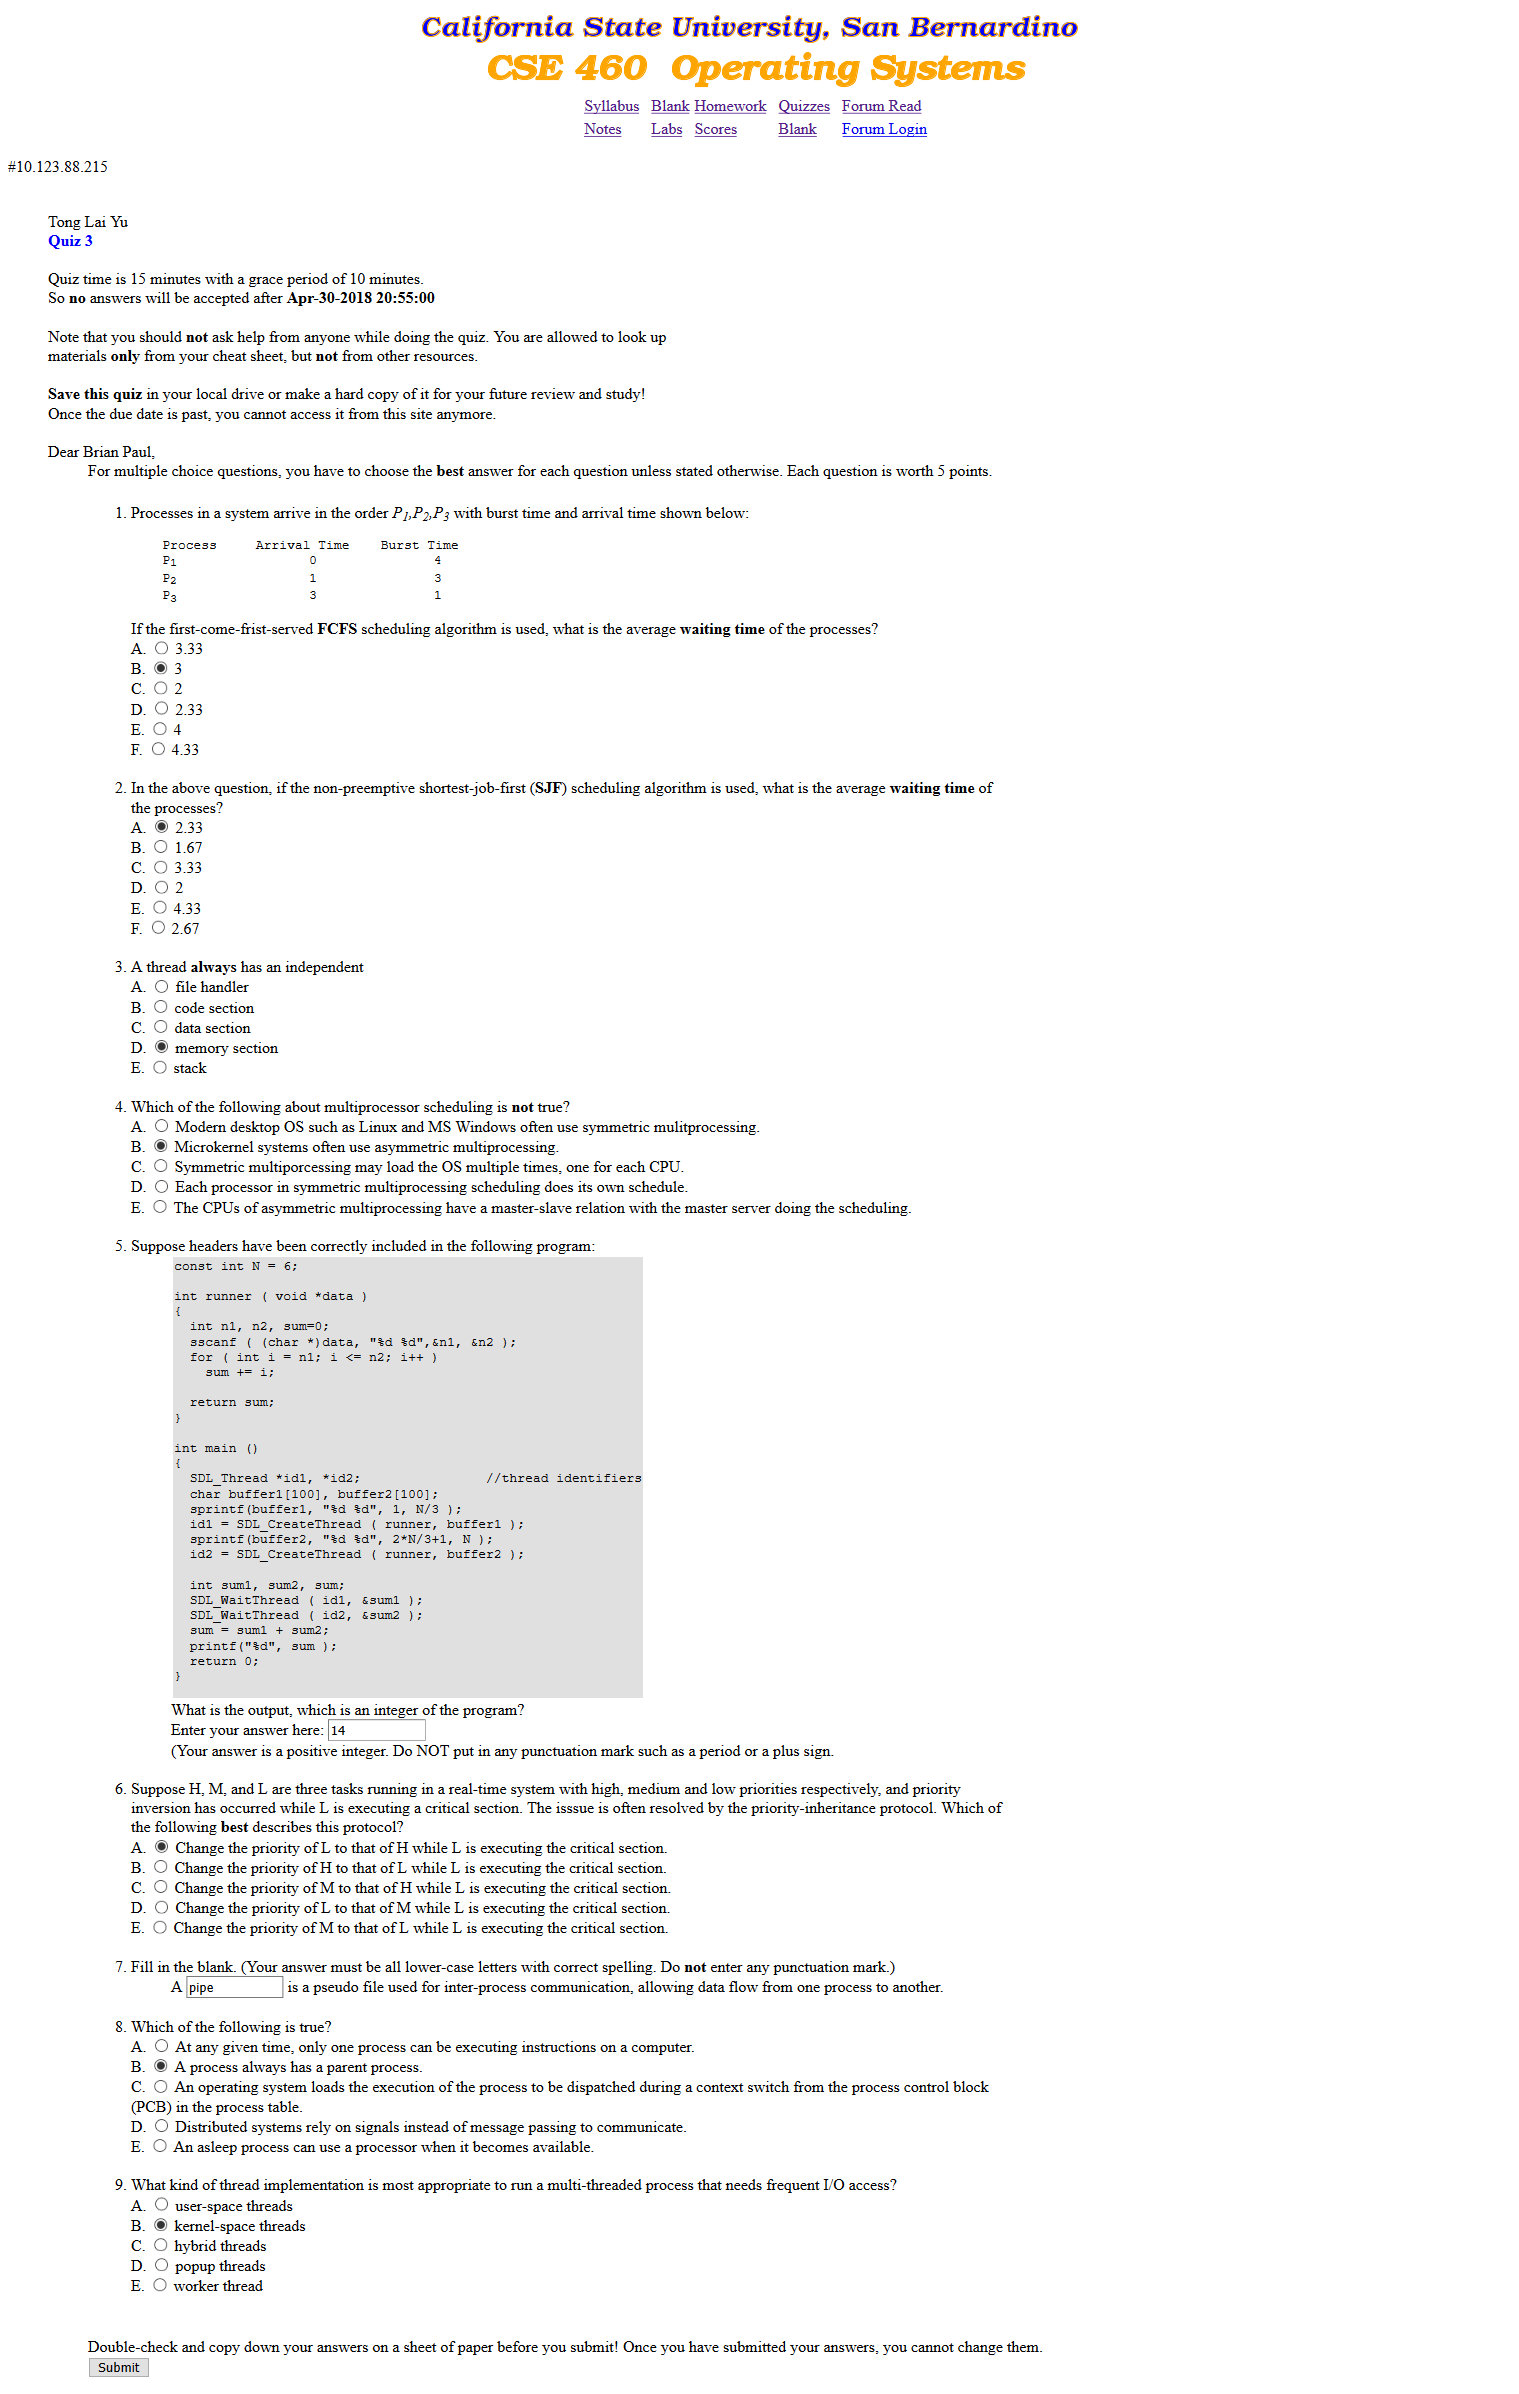 California State University, San Bernardino
CSE 460 Operating Systems
Syllabus Blank Homework Quizzes Forum Read
Notes Labs Scores Blank Forum Login
#10.123.88.215
Tong Lai Yu
Quiz 3
Quiz time is 15 minutes with a grace period of 10 minutes.
So no answers will be accepted after Apr-30-2018 20:55:00
Note that you should not ask help from anyone while doing the quiz. You are allowed to look up
materials only from your cheat sheet, but not from other resources.
Save this quiz in your local drive or make a hard copy of it for your future review and study!
Once the due date is past, you cannot access it from this site anymore.
Dear Brian Paul,
For multiple choice questions, you have to choose the best answer for each question unless stated otherwise. Each question is worth 5 points.
1. Processes in a system arrive in the order P1,P2,P3 with burst time and arrival time shown below:
Process Arrival Time Burst Time
P1 0 4
P2 1 3
P3 3 1
If the first-come-frist-served FCFS scheduling algorithm is used, what is the average waiting time of the processes?
A. 3.33
B. 3
C. 2
D. 2.33
E. 4
F. 4.33
2. In the above question, if the non-preemptive shortest-job-first (SJF) scheduling algorithm is used, what is the average waiting time of
the processes?
A. 2.33
B. 1.67
C. 3.33
D. 2
E. 4.33
F. 2.67
3. A thread always has an independent
A. file handler
B. code section
C. data section
D. memory section
E. stack
4. Which of the following about multiprocessor scheduling is not true?
A. Modern desktop OS such as Linux and MS Windows often use symmetric mulitprocessing.
B. Microkernel systems often use asymmetric multiprocessing.
C. Symmetric multiporcessing may load the OS multiple times, one for each CPU.
D. Each processor in symmetric multiprocessing scheduling does its own schedule.
E. The CPUs of asymmetric multiprocessing have a master-slave relation with the master server doing the scheduling.
5. Suppose headers have been correctly included in the following program:
const int N = 6;
int runner ( void *data )
{
int n1, n2, sum=0;
sscanf ( (char *)data, "%d %d",&n1, &n2 );
for ( int i = n1; i <= n2; i++ )
sum += i;
return sum;
}
int main ()
{
SDL_Thread *id1, *id2; //thread identifiers
char buffer1[100], buffer2[100];
sprintf(buffer1, "%d %d", 1, N/3 );
id1 = SDL_CreateThread ( runner, buffer1 );
sprintf(buffer2, "%d %d", 2*N/3+1, N );
id2 = SDL_CreateThread ( runner, buffer2 );
int sum1, sum2, sum;
SDL_WaitThread ( id1, &sum1 );
SDL_WaitThread ( id2, &sum2 );
sum = sum1 + sum2;
printf("%d", sum );
return 0;
}
What is the output, which is an integer of the program?
Enter your answer here: 14
(Your answer is a positive integer. Do NOT put in any punctuation mark such as a period or a plus sign.
6. Suppose H, M, and L are three tasks running in a real-time system with high, medium and low priorities respectively, and priority
inversion has occurred while L is executing a critical section. The isssue is often resolved by the priority-inheritance protocol. Which of
the following best describes this protocol?
A. Change the priority of L to that of H while L is executing the critical section.
B. Change the priority of H to that of L while L is executing the critical section.
C. Change the priority of M to that of H while L is executing the critical section.
D. Change the priority of L to that of M while L is executing the critical section.
E. Change the priority of M to that of L while L is executing the critical section.
7. Fill in the blank. (Your answer must be all lower-case letters with correct spelling. Do not enter any punctuation mark.)
A pipe is a pseudo file used for inter-process communication, allowing data flow from one process to another.
8. Which of the following is true?
A. At any given time, only one process can be executing instructions on a computer.
B. A process always has a parent process.
C. An operating system loads the execution of the process to be dispatched during a context switch from the process control block
(PCB) in the process table.
D. Distributed systems rely on signals instead of message passing to communicate.
E. An asleep process can use a processor when it becomes available.
9. What kind of thread implementation is most appropriate to run a multi-threaded process that needs frequent I/O access?
A. user-space threads
B. kernel-space threads
C. hybrid threads
D. popup threads
E. worker thread
Double-check and copy down your answers on a sheet of paper before you submit! Once you have submitted your answers, you cannot change them.
Submit